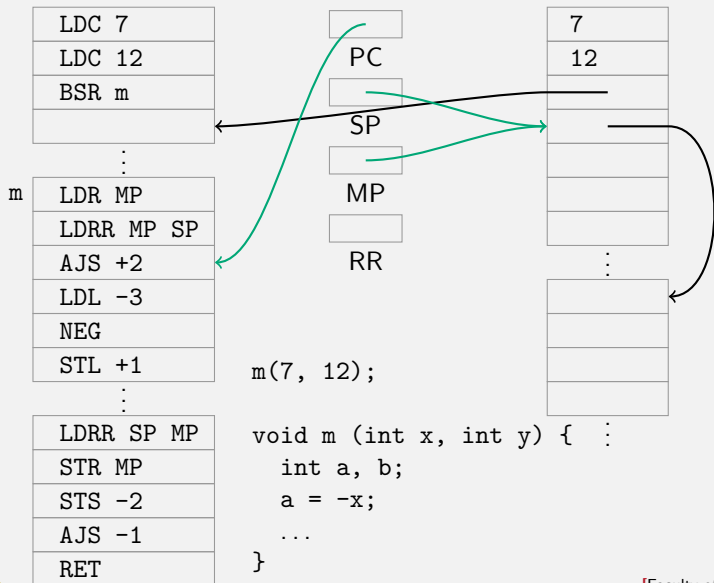 LDC 7
LDC 12
BSR m
⋮
m
LDR MP
LDRR MP SP
AJS +2
LDL -3
NEG
STL +1
⋮
LDRR SP MP
STR MP
STS -2
AJS -1
RET
PC
SP
MP
RR
7
12
⋮
⋮
m(7, 12);
void m (int x, int y) {
int a, b;
a = -x;
...
}